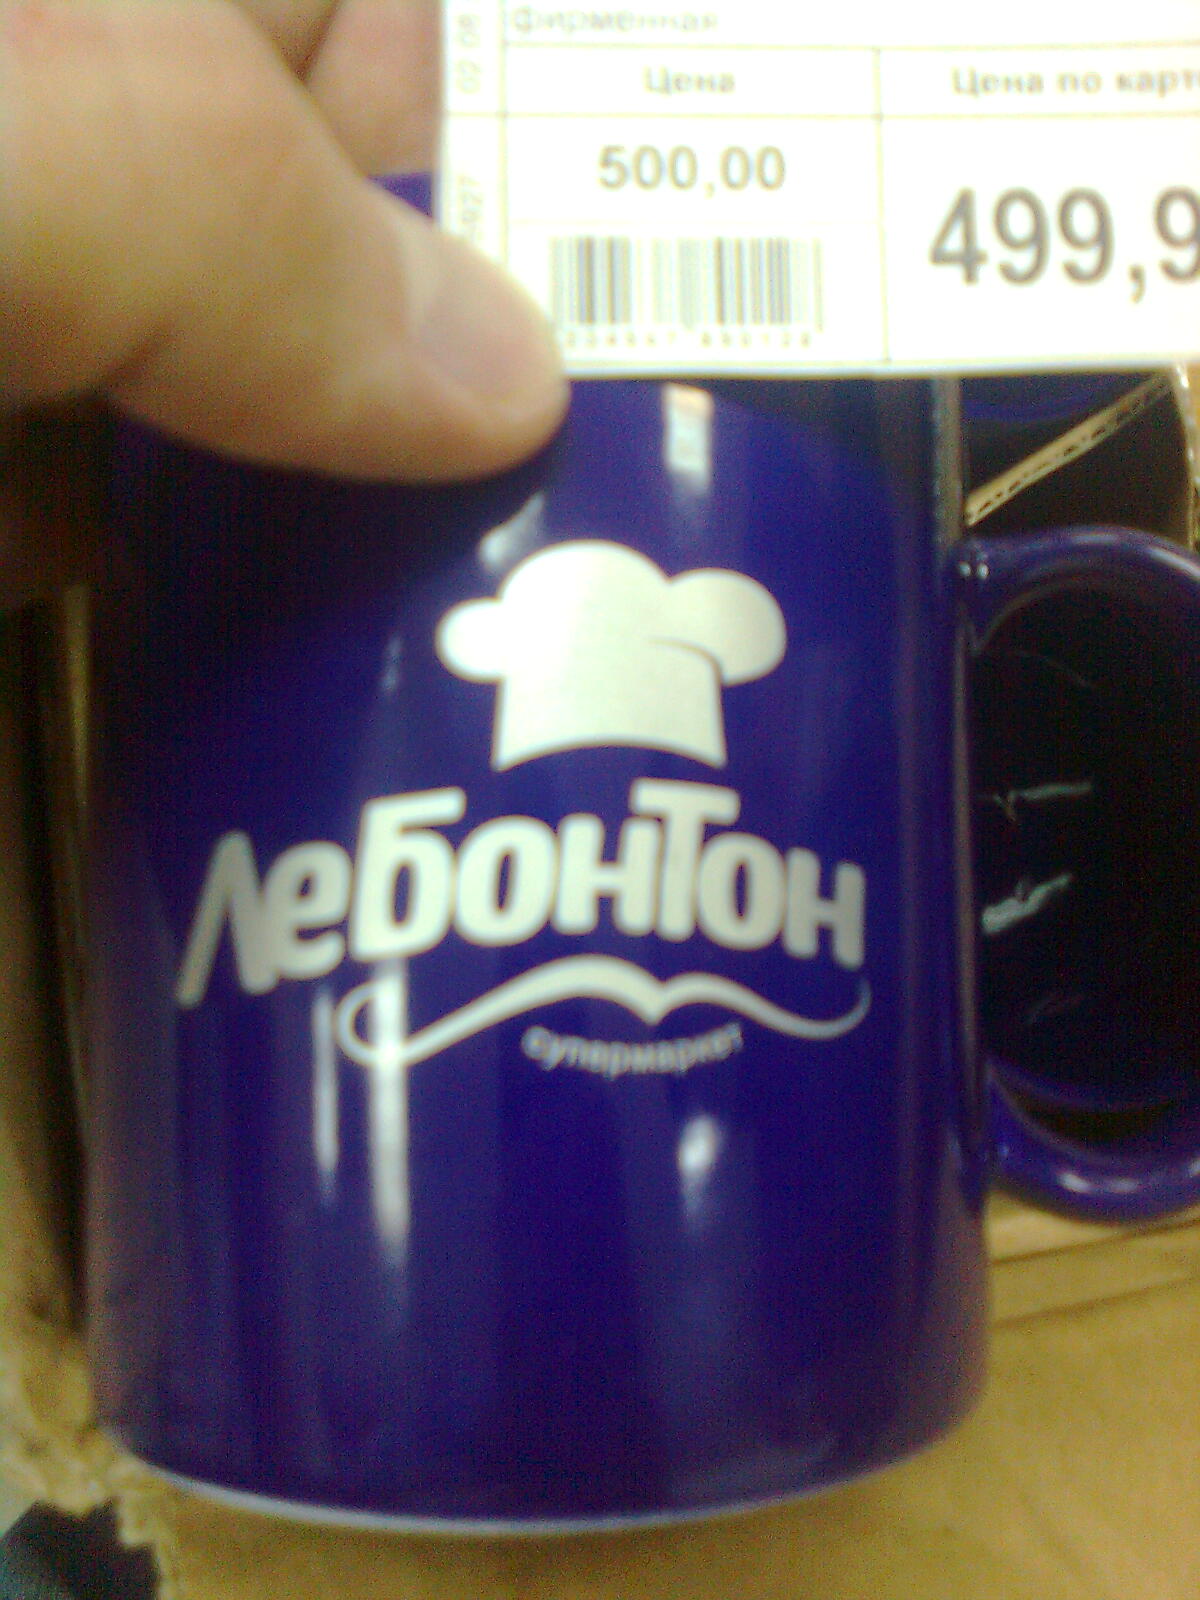 фирменная
Цена
Цена по карт
500,00
499,9
ЛеБонТон
супермаркет